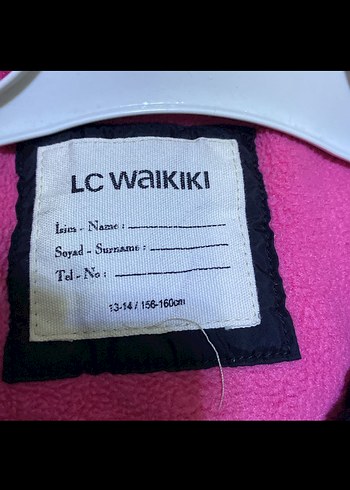 LC WAIKIKI
İsim - Name :
Soyad - Surname :
Tel - No :
13-14 / 156-160cm